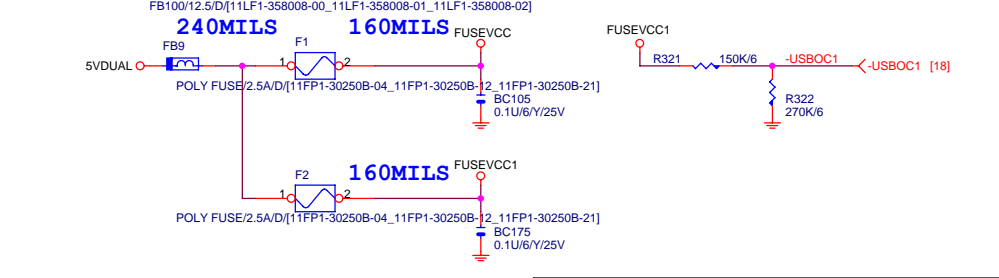 FB100/12.5/D/[11LF1-358008-00_11LF1-358008-01_11LF1-358008-02]
240MILS
160MILS
FUSEVCC
FB9
F1
5VDUAL
1
2
POLY FUSE/2.5A/D/[11FP1-30250B-04_11FP1-30250B-12_11FP1-30250B-21]
BC105
0.1U/6/Y/25V
160MILS
FUSEVCC1
F2
1
2
POLY FUSE/2.5A/D/[11FP1-30250B-04_11FP1-30250B-12_11FP1-30250B-21]
BC175
0.1U/6/Y/25V
FUSEVCC1
R321
150K/6
-USBOC1
-USBOC1 [18]
R322
270K/6